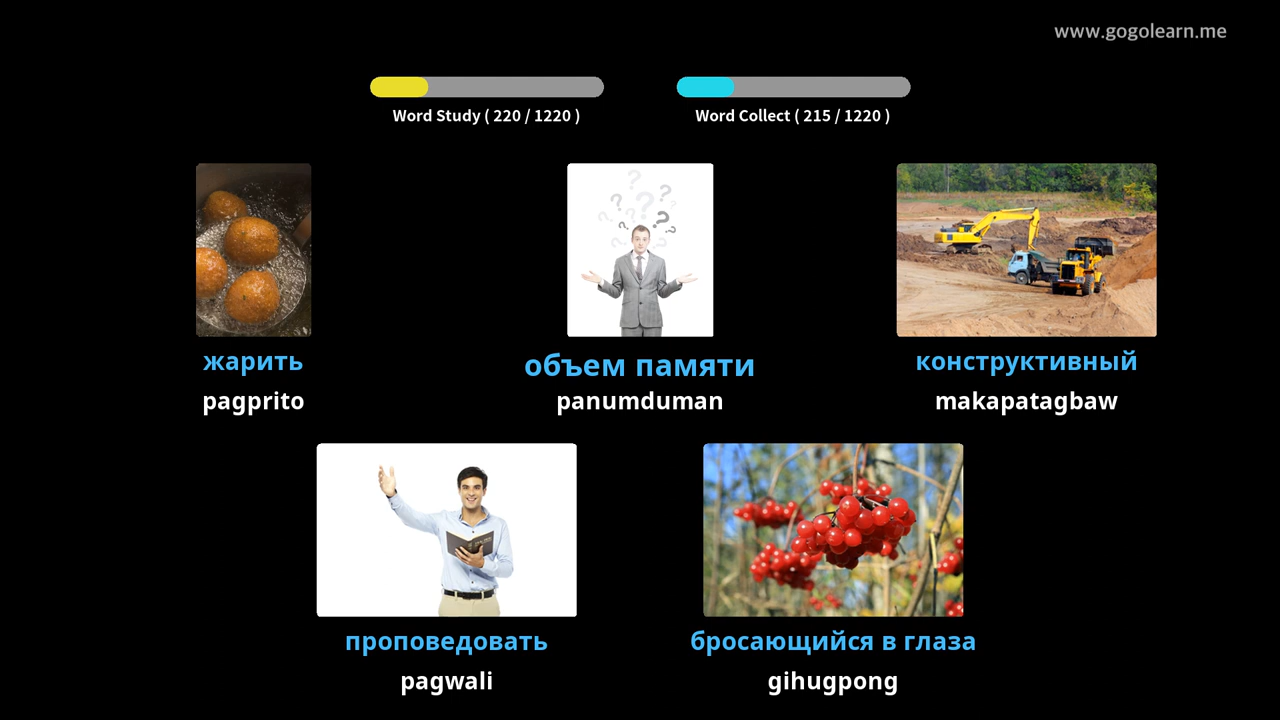 www.gogolearn.me
Word Study ( 220 / 1220 )
Word Collect ( 215 / 1220 )
жарить
pagprito
объем памяти
panumduman
конструктивный
makapatagbaw
проповедовать
pagwali
бросающийся в глаза
gihugpong